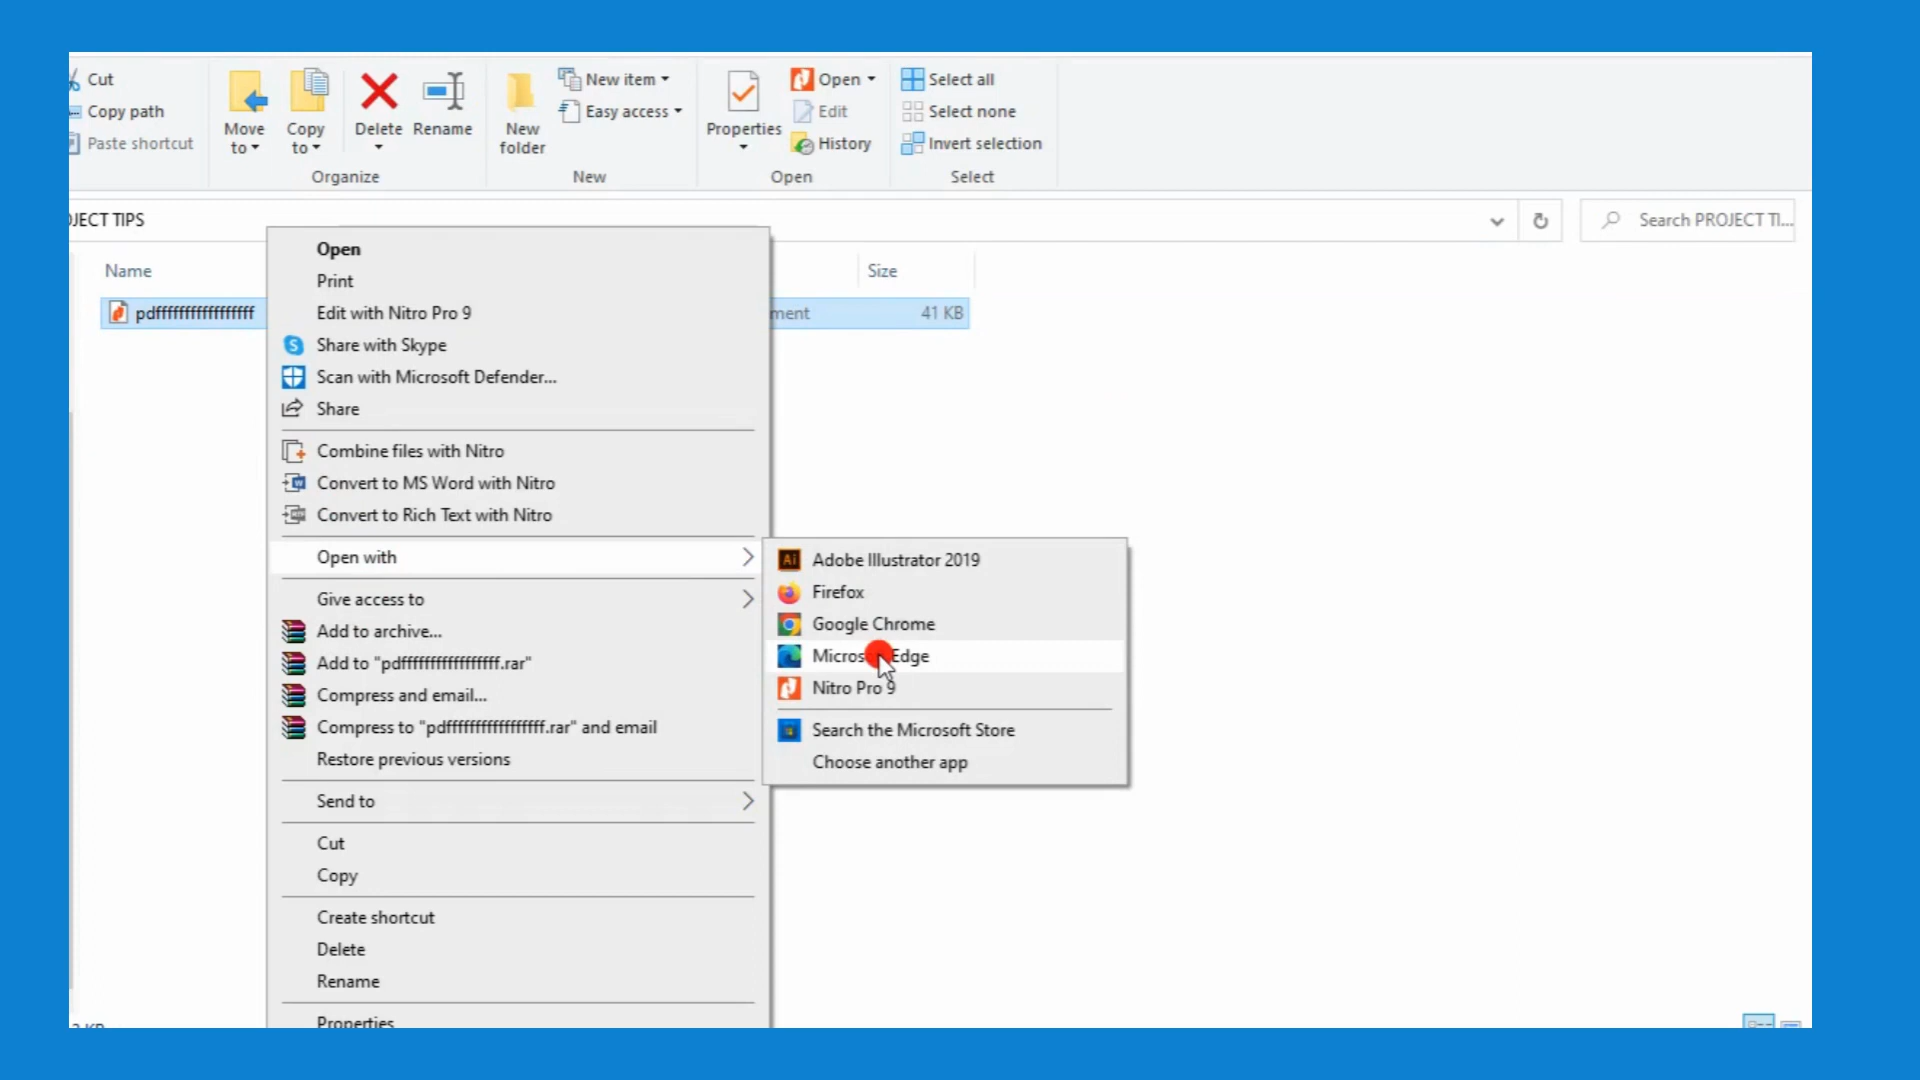 Cut
Copy path
Paste shortcut
Move to
Copy to
Delete
Rename
Organize
New folder
New item
Easy access
New
Properties
Open
Edit
History
Open
Select all
Select none
Invert selection
Select
JECT TIPS
Search PROJECT TI...
Name
Size
pdfffffffffffffffff
ment
41 KB
Open
Print
Edit with Nitro Pro 9
Share with Skype
Scan with Microsoft Defender...
Share
Combine files with Nitro
Convert to MS Word with Nitro
Convert to Rich Text with Nitro
Open with
Give access to
Add to archive...
Add to "pdfffffffffffffffff.rar"
Compress and email...
Compress to "pdfffffffffffffffff.rar" and email
Restore previous versions
Send to
Cut
Copy
Create shortcut
Delete
Rename
Properties
Adobe Illustrator 2019
Firefox
Google Chrome
Micros Edge
Nitro Pro 9
Search the Microsoft Store
Choose another app